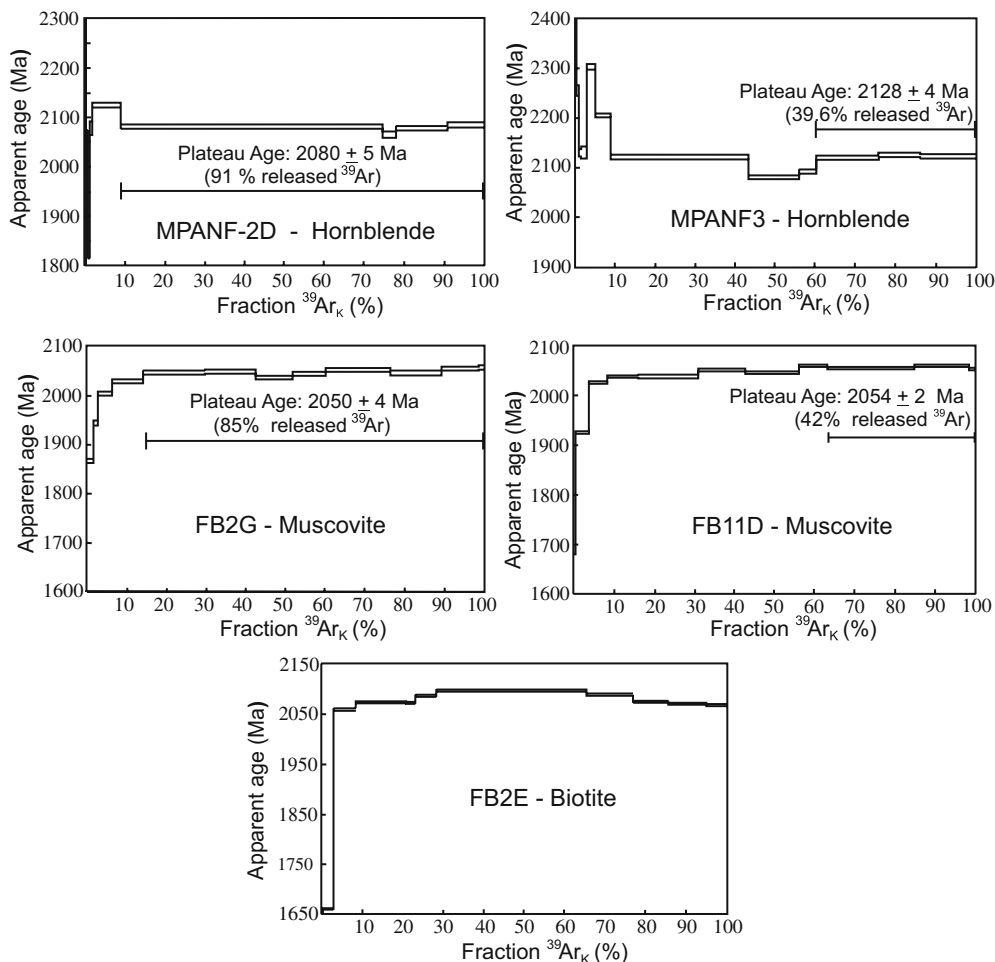 2300
2200
2100
2000
1900
1800
Apparent age (Ma)
Plateau Age: 2080 ± 5 Ma
(91 % released ³⁹Ar)
MPANF-2D - Hornblende
10 20 30 40 50 60 70 80 90 100
Fraction ³⁹Arₖ (%)
2400
2300
2200
2100
2000
1900
Apparent age (Ma)
Plateau Age: 2128 ± 4 Ma
(39.6% released ³⁹Ar)
MPANF3 - Hornblende
10 20 30 40 50 60 70 80 90 100
Fraction ³⁹Arₖ (%)
2100
2000
1900
1800
1700
1600
Apparent age (Ma)
Plateau Age: 2050 ± 4 Ma
(85% released ³⁹Ar)
FB2G - Muscovite
10 20 30 40 50 60 70 80 90 100
Fraction ³⁹Arₖ (%)
2100
2000
1900
1800
1700
1600
Apparent age (Ma)
Plateau Age: 2054 ± 2 Ma
(42% released ³⁹Ar)
FB11D - Muscovite
10 20 30 40 50 60 70 80 90 100
Fraction ³⁹Arₖ (%)
2150
2050
1950
1850
1750
1650
Apparent age (Ma)
FB2E - Biotite
10 20 30 40 50 60 70 80 90 100
Fraction ³⁹Arₖ (%)